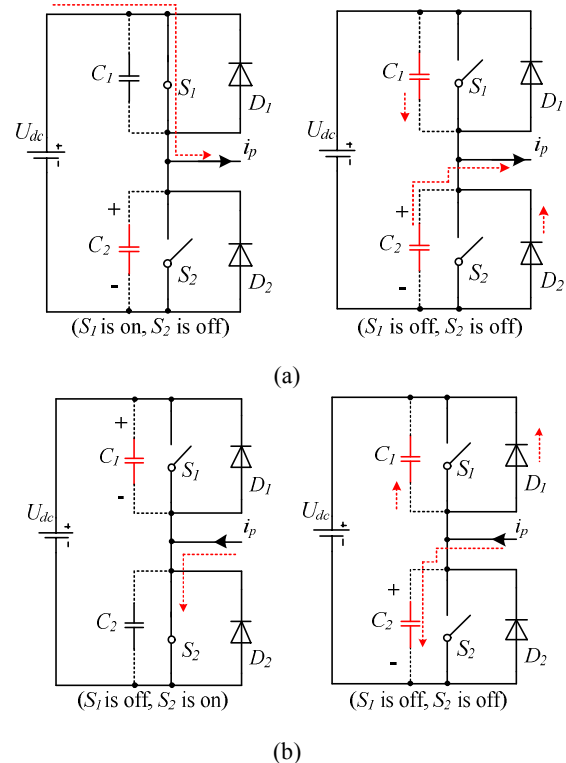 C1 S1 D1
Udc + - ip
+ C2 - S2 D2
(S1 is on, S2 is off)
C1 S1 D1
Udc + - ip
+ C2 - S2 D2
(S1 is off, S2 is off)
(a)
+ C1 - S1 D1
Udc + - ip
C2 S2 D2
(S1 is off, S2 is on)
C1 S1 D1
Udc + - ip
+ C2 - S2 D2
(S1 is off, S2 is off)
(b)